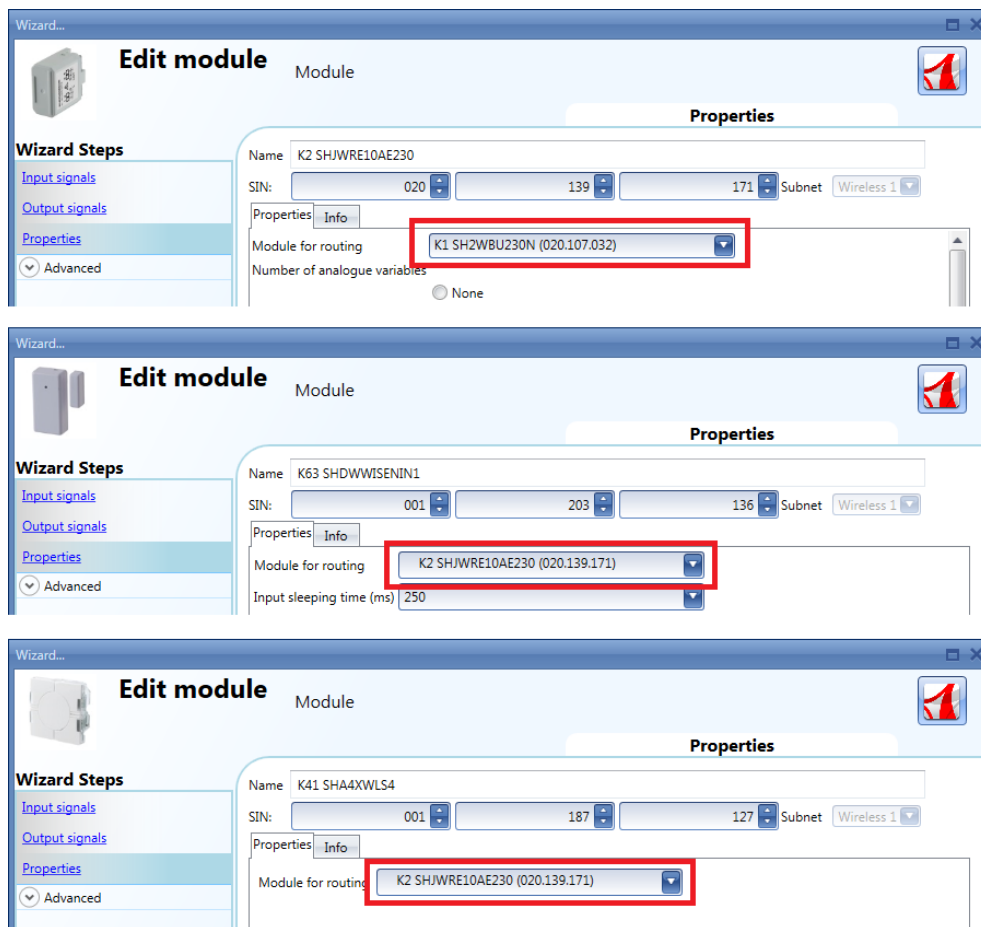 Wizard...
Edit module
Module
Properties
Wizard Steps
Name K2 SHJWRE10AE230
Input signals
SIN: 020 139 171 Subnet Wireless 1
Output signals
Properties Info
Properties
Module for routing K1 SH2WBU230N (020.107.032)
Advanced
Number of analogue variables
None
Wizard...
Edit module
Module
Properties
Wizard Steps
Name K63 SHDWWISENIN1
Input signals
SIN: 001 203 136 Subnet Wireless 1
Output signals
Properties Info
Properties
Module for routing K2 SHJWRE10AE230 (020.139.171)
Advanced
Input sleeping time (ms) 250
Wizard...
Edit module
Module
Properties
Wizard Steps
Name K41 SHA4XWLS4
Input signals
SIN: 001 187 127 Subnet Wireless 1
Output signals
Properties Info
Properties
Module for routing K2 SHJWRE10AE230 (020.139.171)
Advanced